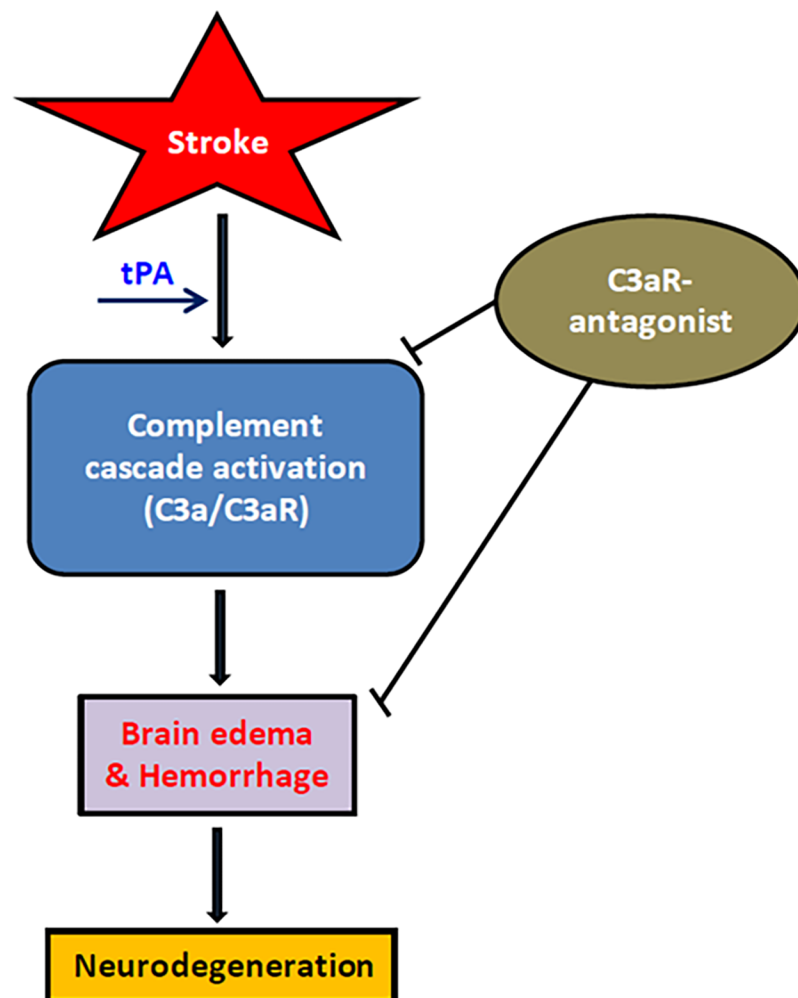 Stroke
tPA
C3aR-
antagonist
Complement
cascade activation
(C3a/C3aR)
Brain edema
& Hemorrhage
Neurodegeneration